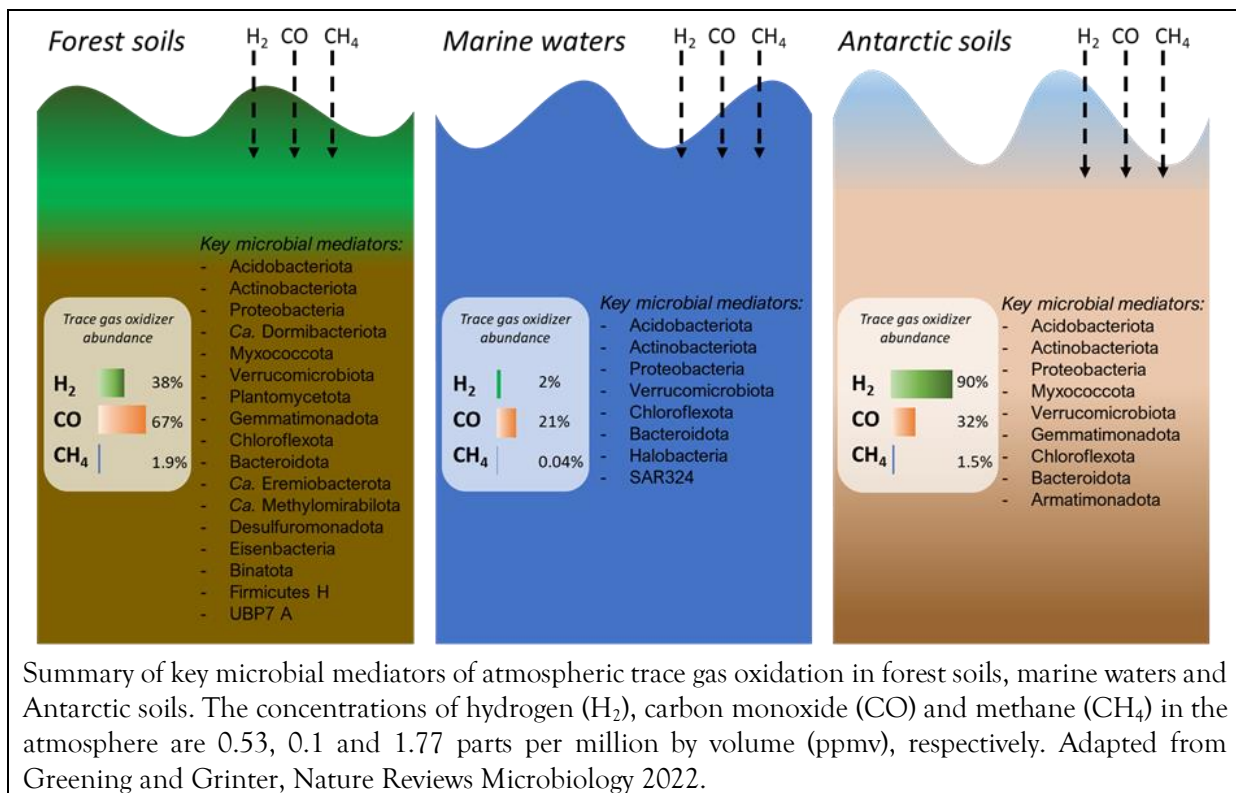 Forest soils
H₂ CO CH₄
Key microbial mediators:
- Acidobacteriota
- Actinobacteriota
- Proteobacteria
- Ca. Dormibacteriota
- Myxococcota
- Verrucomicrobiota
- Plantomycetota
- Gemmatimonadota
- Chloroflexota
- Bacteroidota
- Ca. Eremiobacterota
- Ca. Methylomirabilota
- Desulfuromonadota
- Eisenbacteria
- Binatota
- Firmicutes H
- UBP7 A
Trace gas oxidizer
abundance
H₂ 38%
CO 67%
CH₄ 1.9%
Marine waters
H₂ CO CH₄
Key microbial mediators:
- Acidobacteriota
- Actinobacteriota
- Proteobacteria
- Verrucomicrobiota
- Chloroflexota
- Bacteroidota
- Halobacteria
- SAR324
Trace gas oxidizer
abundance
H₂ 2%
CO 21%
CH₄ 0.04%
Antarctic soils
H₂ CO CH₄
Key microbial mediators:
- Acidobacteriota
- Actinobacteriota
- Proteobacteria
- Myxococcota
- Verrucomicrobiota
- Gemmatimonadota
- Chloroflexota
- Bacteroidota
- Armatimonadota
Trace gas oxidizer
abundance
H₂ 90%
CO 32%
CH₄ 1.5%
Summary of key microbial mediators of atmospheric trace gas oxidation in forest soils, marine waters and
Antarctic soils. The concentrations of hydrogen (H₂), carbon monoxide (CO) and methane (CH₄) in the
atmosphere are 0.53, 0.1 and 1.77 parts per million by volume (ppmv), respectively. Adapted from
Greening and Grinter, Nature Reviews Microbiology 2022.